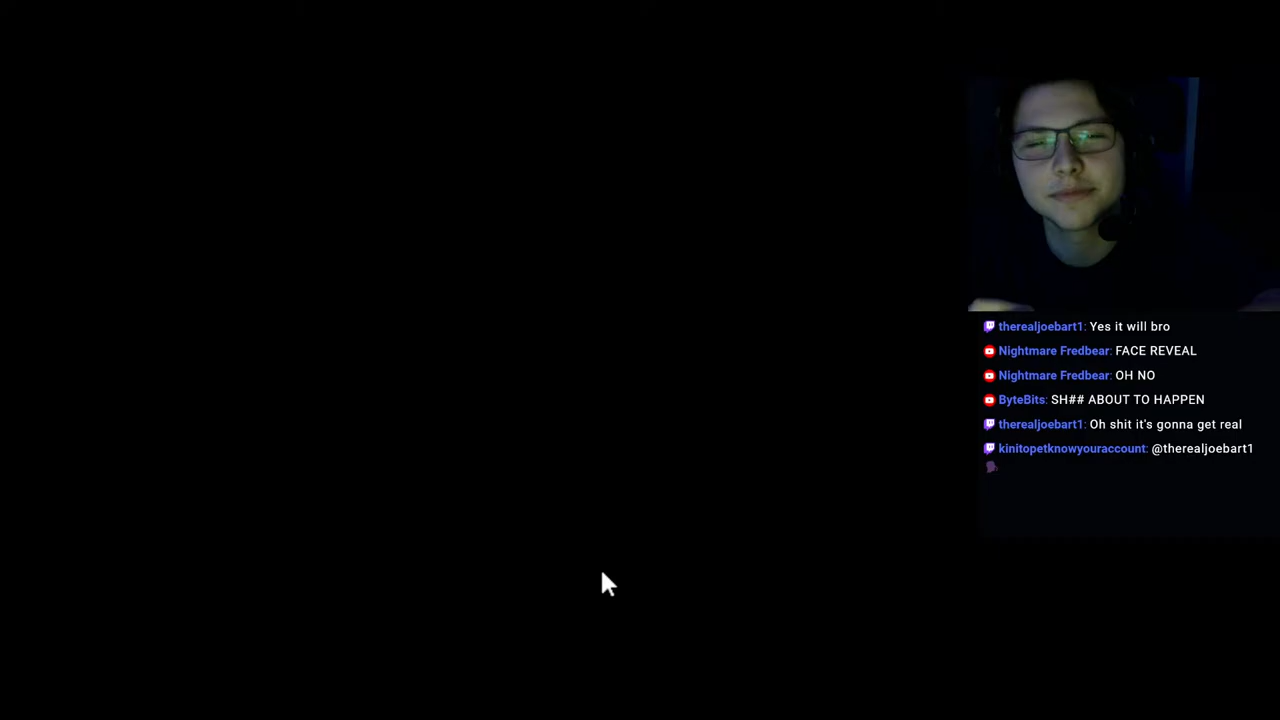 therealjoebart1: Yes it will bro
Nightmare Fredbear: FACE REVEAL
Nightmare Fredbear: OH NO
ByteBits: SH## ABOUT TO HAPPEN
therealjoebart1: Oh shit it's gonna get real
kinitopetknowyouraccount: @therealjoebart1